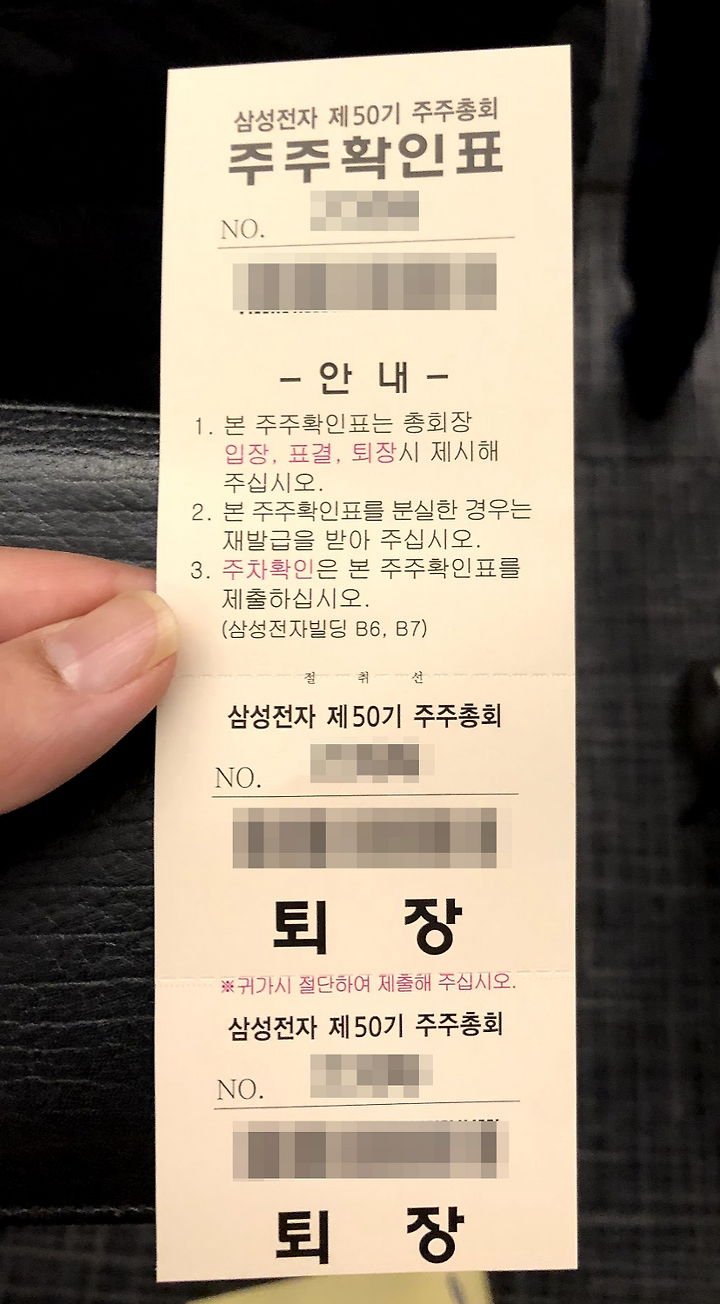 삼성전자 제50기 주주총회
주주확인표
NO.
– 안 내 –
1. 본 주주확인표는 총회장
입장, 표결, 퇴장시 제시해
주십시오.
2. 본 주주확인표를 분실한 경우는
재발급을 받아 주십시오.
3. 주차확인은 본 주주확인표를
제출하십시오.
(삼성전자빌딩 B6, B7)
절 취 선
삼성전자 제50기 주주총회
NO.
퇴 장
※귀가시 절단하여 제출해 주십시오.
삼성전자 제50기 주주총회
NO.
퇴 장